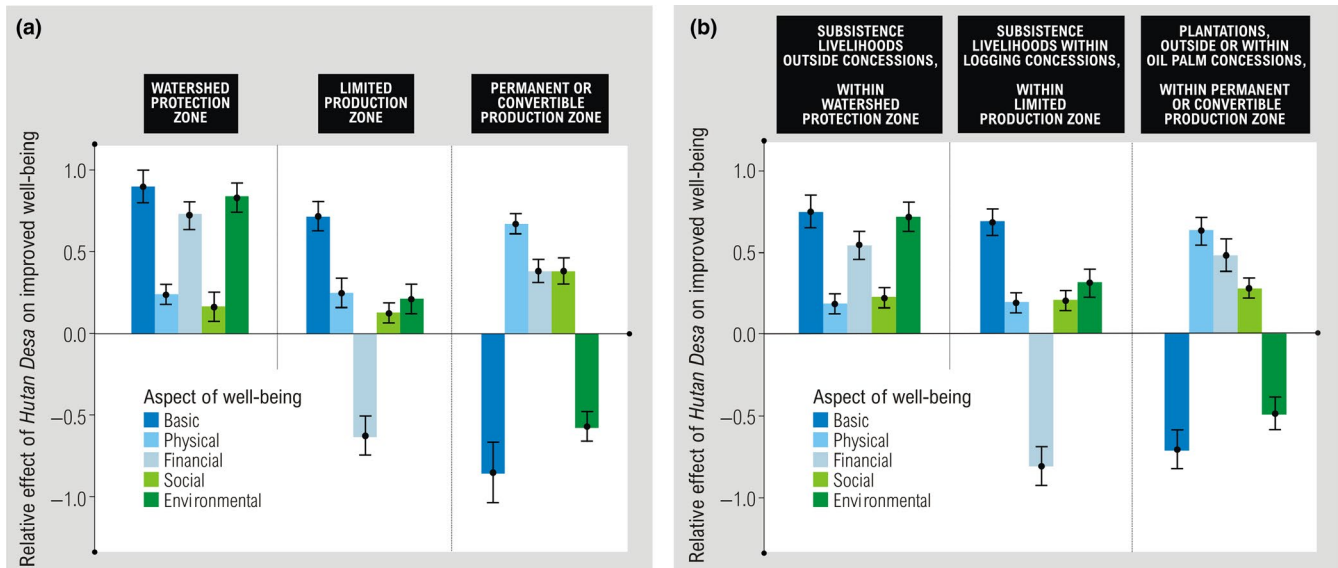 (a)
WATERSHED
PROTECTION
ZONE
LIMITED
PRODUCTION
ZONE
PERMANENT OR
CONVERTIBLE
PRODUCTION ZONE
Relative effect of Hutan Desa on improved well-being
1.0
0.5
0.0
−0.5
−1.0
Aspect of well-being
Basic
Physical
Financial
Social
Environmental
(b)
SUBSISTENCE
LIVELIHOODS
OUTSIDE CONCESSIONS,
WITHIN
WATERSHED
PROTECTION ZONE
SUBSISTENCE
LIVELIHOODS WITHIN
LOGGING CONCESSIONS,
WITHIN
LIMITED
PRODUCTION ZONE
PLANTATIONS,
OUTSIDE OR WITHIN
OIL PALM CONCESSIONS,
WITHIN PERMANENT
OR CONVERTIBLE
PRODUCTION ZONE
Relative effect of Hutan Desa on improved well-being
1.0
0.5
0.0
−0.5
−1.0
Aspect of well-being
Basic
Physical
Financial
Social
Environmental